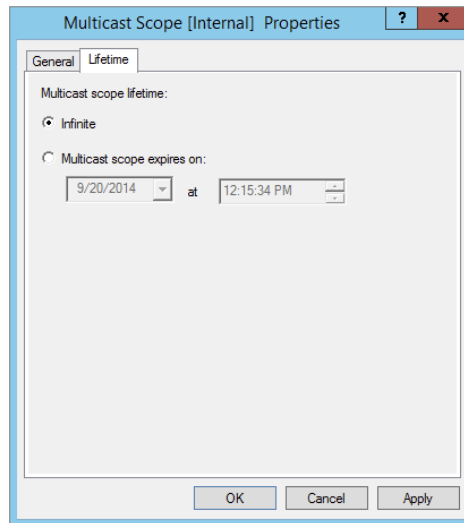 Multicast Scope [Internal] Properties ? x
General Lifetime
Multicast scope lifetime:
Infinite
Multicast scope expires on:
9/20/2014 at 12:15:34 PM
OK Cancel Apply